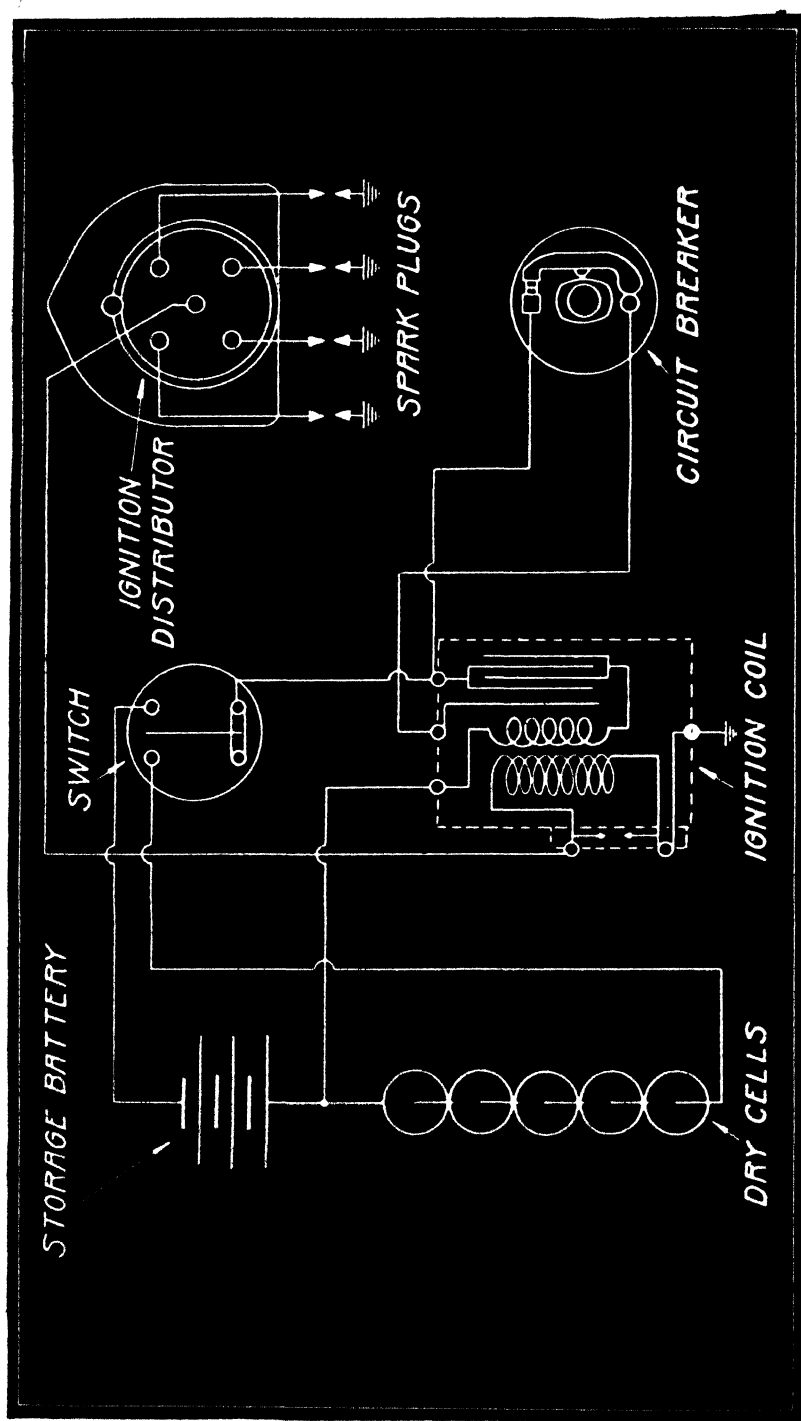 STORAGE BATTERY
SWITCH
IGNITION
DISTRIBUTOR
SPARK PLUGS
CIRCUIT BREAKER
IGNITION COIL
DRY CELLS